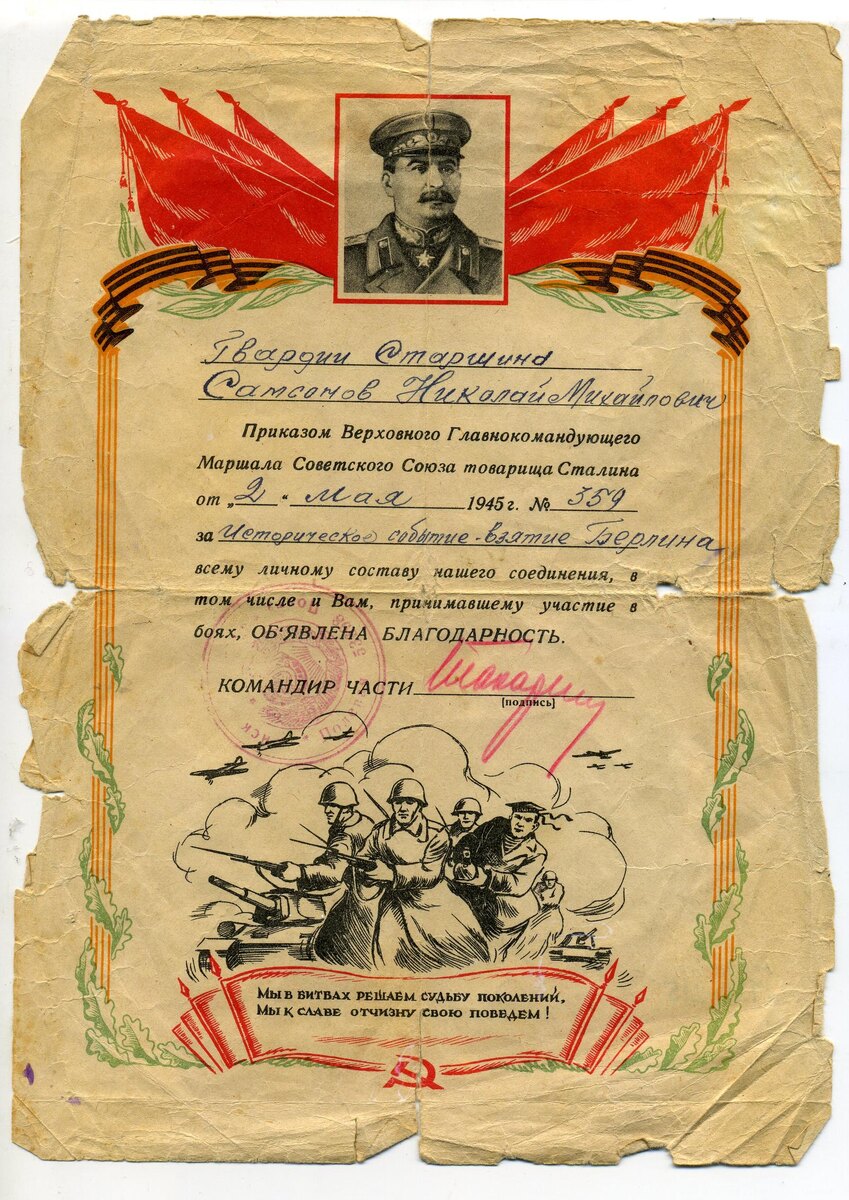 Гвардии Старшина
Самсонов Николай Михайлович
Приказом Верховного Главнокомандующего
Маршала Советского Союза товарища Сталина
от „2“ мая 1945 г. № 359
за Историческое событие-взятие Берлина
всему личному составу нашего соединения, в
том числе и Вам, принимавшему участие в
боях, ОБ'ЯВЛЕНА БЛАГОДАРНОСТЬ.
КОМАНДИР ЧАСТИ
[подпись]
МЫ В БИТВАХ РЕШАЕМ СУДЬБУ ПОКОЛЕНИЙ,
МЫ К СЛАВЕ ОТЧИЗНУ СВОЮ ПОВЕДЕМ!